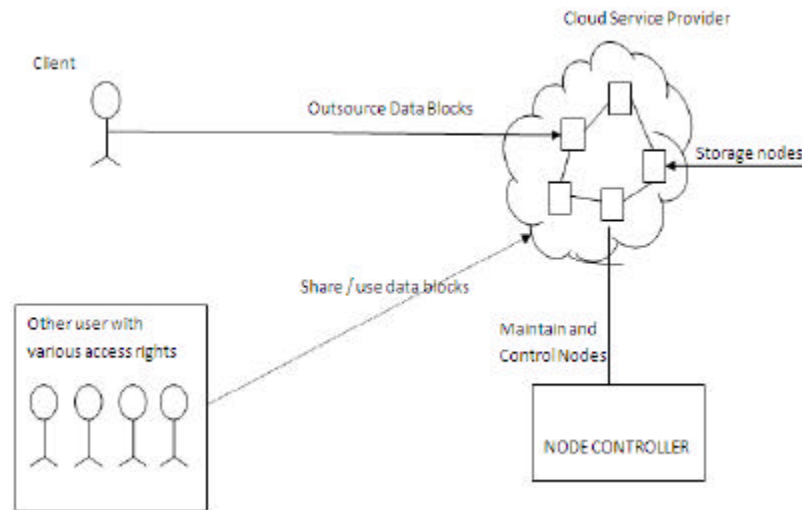 Cloud Service Provider
Client
Outsource Data Blocks
Storage nodes
Share / use data blocks
Other user with
various access rights
Maintain and
Control Nodes
NODE CONTROLLER